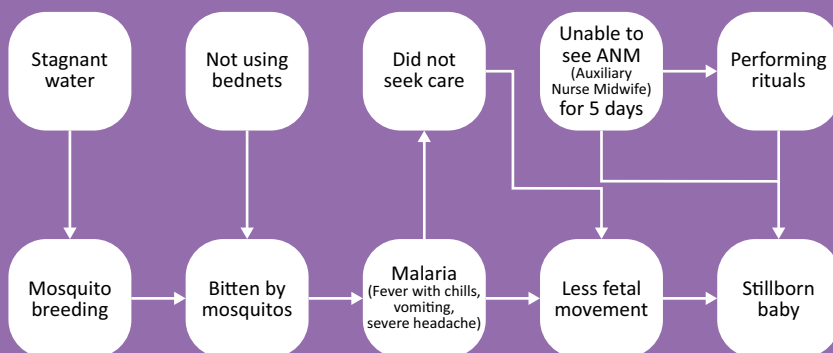 Stagnant
water
Not using
bednets
Did not
seek care
Unable to
see ANM
(Auxiliary
Nurse Midwife)
for 5 days
Performing
rituals
Mosquito
breeding
Bitten by
mosquitos
Malaria
(Fever with chills,
vomiting,
severe headache)
Less fetal
movement
Stillborn
baby